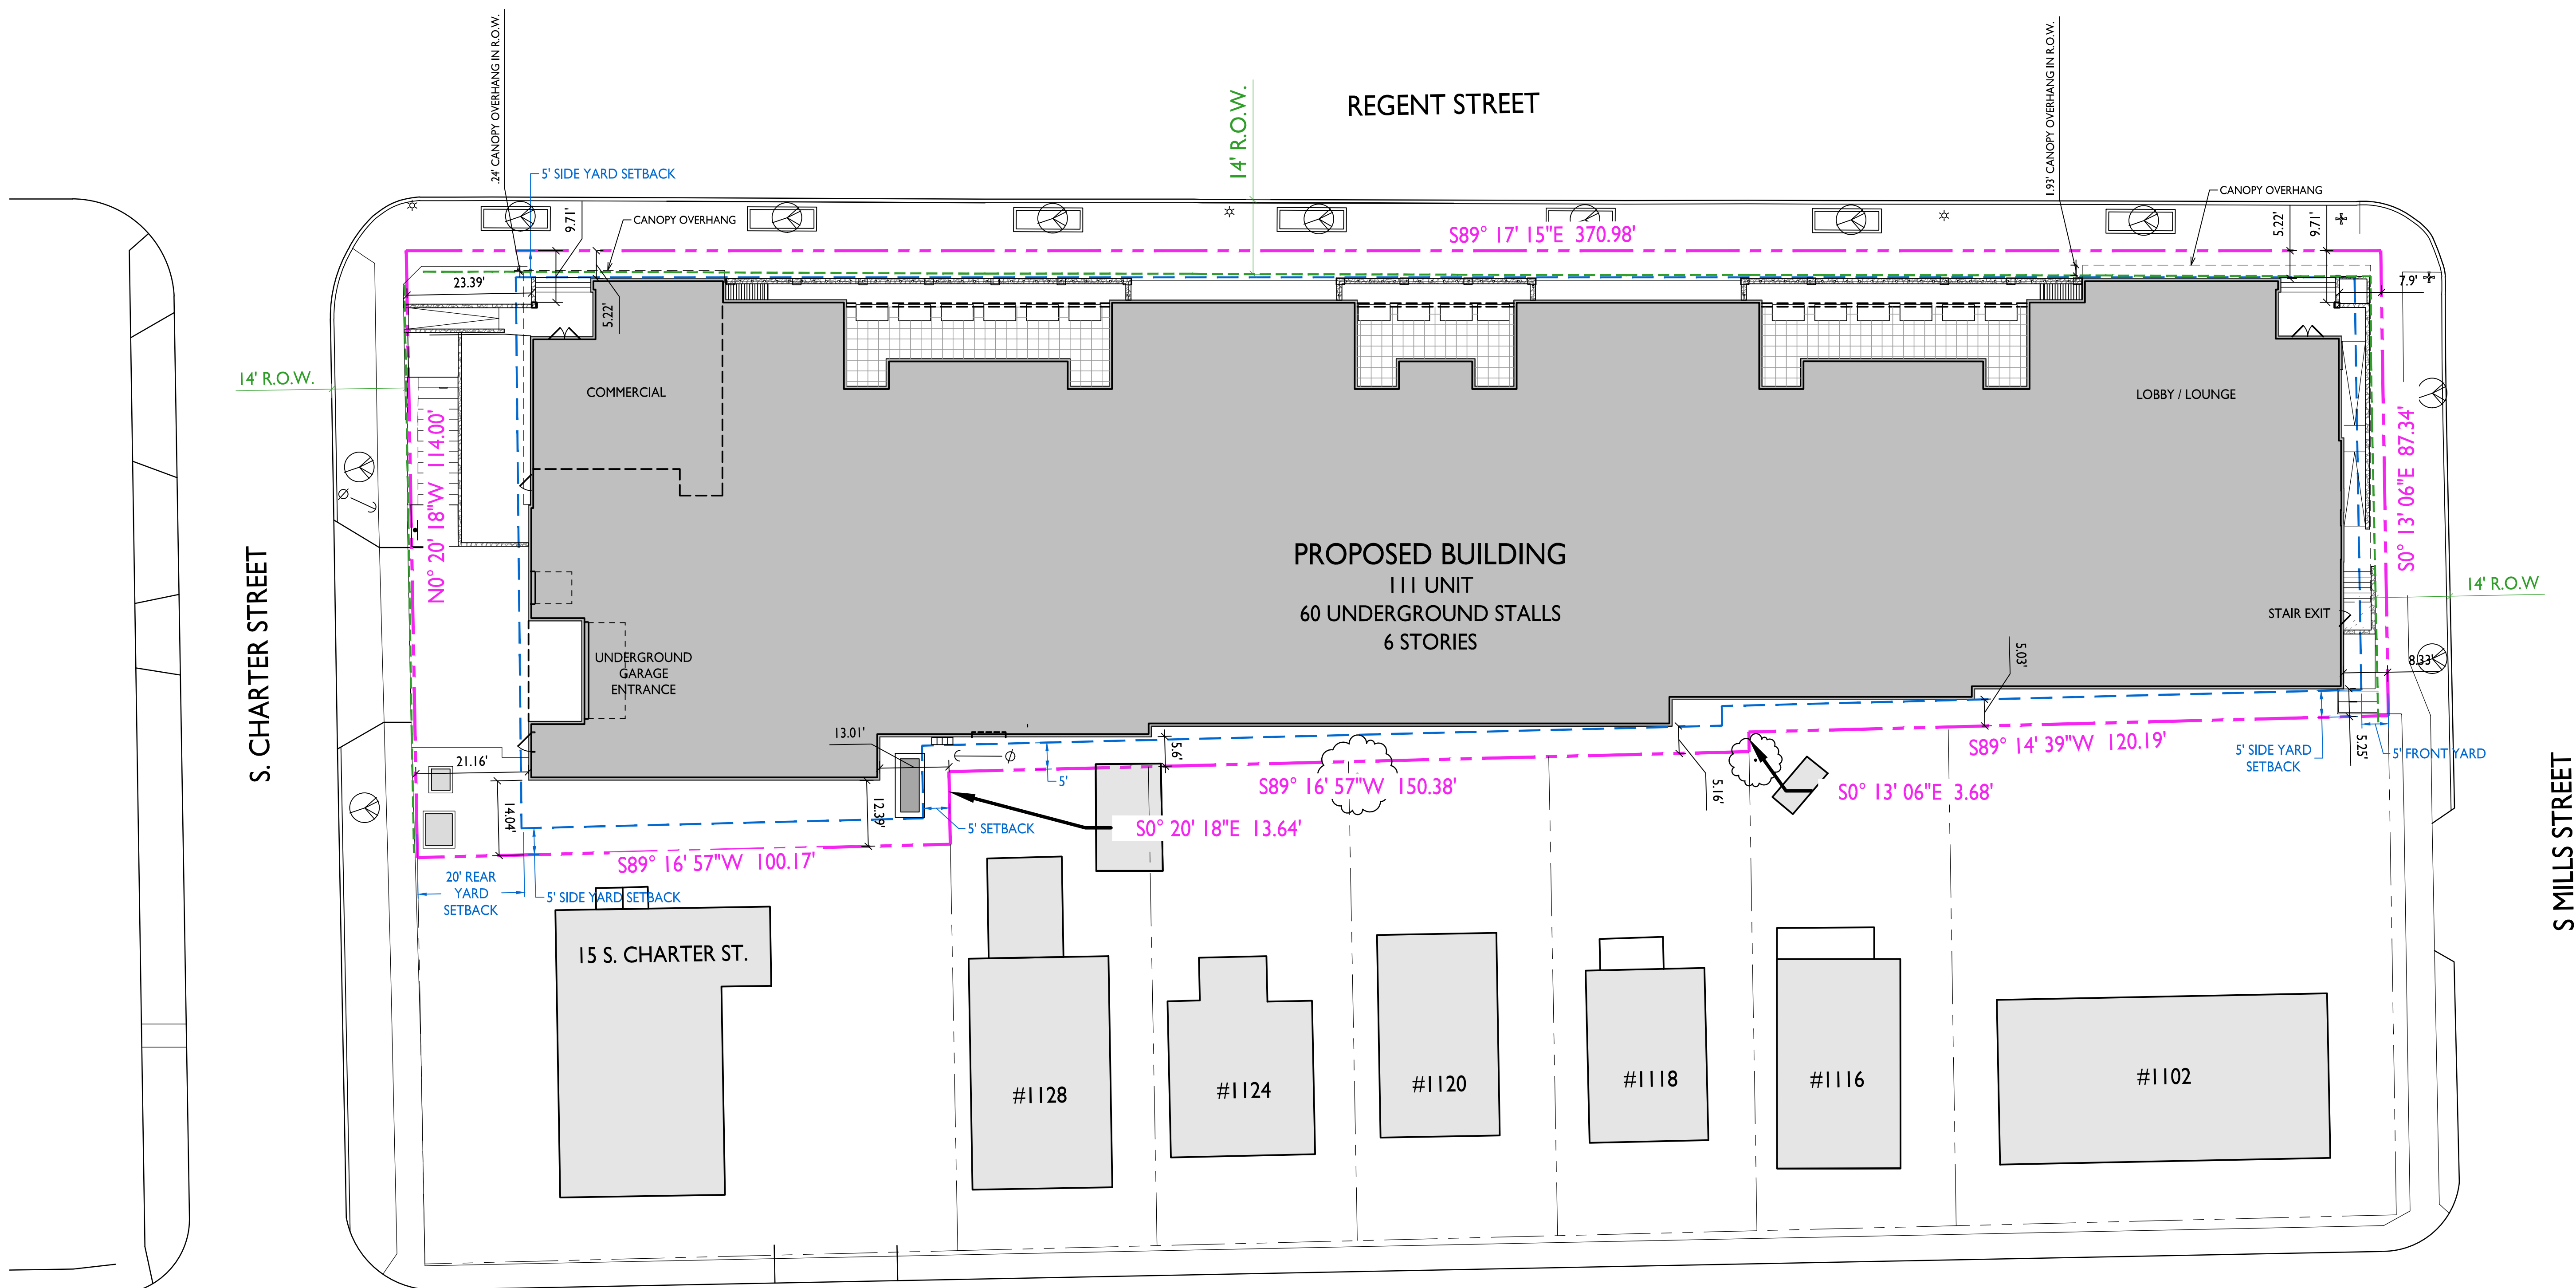 .24' CANOPY OVERHANG IN R.O.W.
1.93' CANOPY OVERHANG IN R.O.W.
REGENT STREET
14' R.O.W.
5' SIDE YARD SETBACK
CANOPY OVERHANG
CANOPY OVERHANG
9.71'
5.22'
9.71'
S89° 17' 15"E 370.98'
23.39'
5.22'
7.9'
14' R.O.W.
COMMERCIAL
LOBBY / LOUNGE
N0° 20' 18"W 114.00'
S0° 13' 06"E 87.34'
S. CHARTER STREET
PROPOSED BUILDING
111 UNIT
60 UNDERGROUND STALLS
6 STORIES
14' R.O.W
STAIR EXIT
UNDERGROUND
GARAGE
ENTRANCE
5.03'
8.33'
13.01'
21.16'
5.6'
S89° 14' 39"W 120.19'
5' SIDE YARD
SETBACK
5.25'
5' FRONT YARD
5'
S89° 16' 57"W 150.38'
5.16'
S0° 13' 06"E 3.68'
14.04'
12.39'
5' SETBACK
S0° 20' 18"E 13.64'
S89° 16' 57"W 100.17'
20' REAR
YARD
SETBACK
5' SIDE YARD SETBACK
S MILLS STREET
15 S. CHARTER ST.
#1128
#1124
#1120
#1118
#1116
#1102